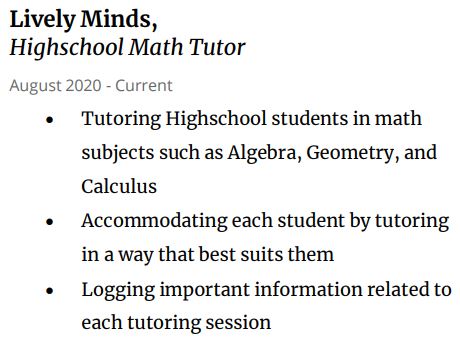 Lively Minds,
Highschool Math Tutor
August 2020 - Current
• Tutoring Highschool students in math
subjects such as Algebra, Geometry, and
Calculus
• Accommodating each student by tutoring
in a way that best suits them
• Logging important information related to
each tutoring session